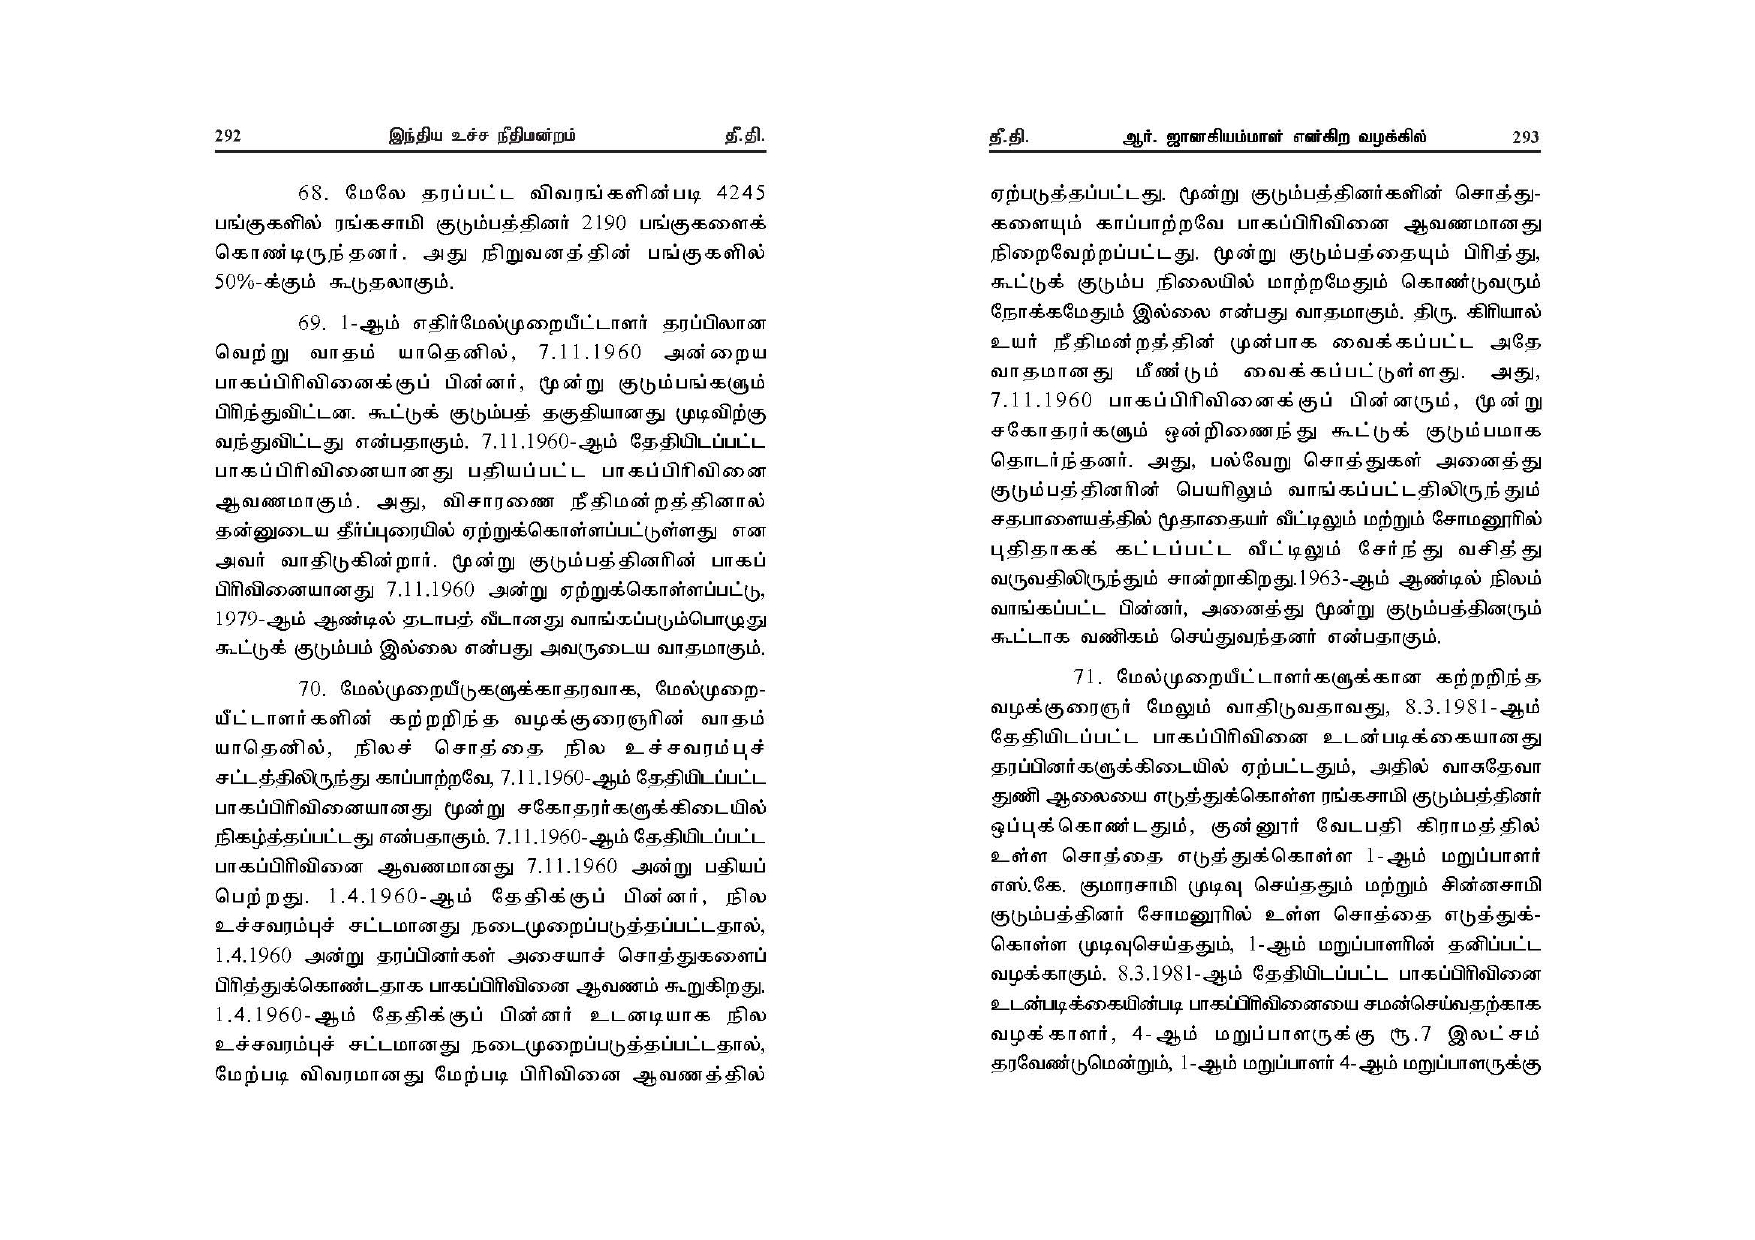 292 இந்திய உச்ச நீதிமன்றம் தீ.தி.
68. மேலே தரப்பட்ட விவரங்களின்படி 4245
பங்குகளில் ரங்கசாமி குடும்பத்தினர் 2190 பங்குகளைக்
கொண்டிருந்தனர். அது நிறுவனத்தின் பங்குகளில்
50%-க்கும் கூடுதலாகும்.
69. 1-ஆம் எதிர்மேல்முறையீட்டாளர் தரப்பிலான
வெற்று வாதம் யாதெனில், 7.11.1960 அன்றைய
பாகப்பிரிவினைக்குப் பின்னர், மூன்று குடும்பங்களும்
பிரிந்துவிட்டன. கூட்டுக் குடும்பத் தகுதியானது முடிவிற்கு
வந்துவிட்டது என்பதாகும். 7.11.1960-ஆம் தேதியிடப்பட்ட
பாகப்பிரிவினையானது பதியப்பட்ட பாகப்பிரிவினை
ஆவணமாகும். அது, விசாரணை நீதிமன்றத்தினால்
தன்னுடைய தீர்ப்புரையில் ஏற்றுக்கொள்ளப்பட்டுள்ளது என
அவர் வாதிடுகின்றார். மூன்று குடும்பத்தினரின் பாகப்
பிரிவினையானது 7.11.1960 அன்று ஏற்றுக்கொள்ளப்பட்டு,
1979-ஆம் ஆண்டில் தடாபத் வீடானது வாங்கப்படும்பொழுது
கூட்டுக் குடும்பம் இல்லை என்பது அவருடைய வாதமாகும்.
70. மேல்முறையீடுகளுக்காதரவாக, மேல்முறை-
யீட்டாளர்களின் கற்றறிந்த வழக்குரைஞரின் வாதம்
யாதெனில், நிலச் சொத்தை நில உச்சவரம்புச்
சட்டத்திலிருந்து காப்பாற்றவே, 7.11.1960-ஆம் தேதியிடப்பட்ட
பாகப்பிரிவினையானது மூன்று சகோதரர்களுக்கிடையில்
நிகழ்த்தப்பட்டது என்பதாகும். 7.11.1960-ஆம் தேதியிடப்பட்ட
பாகப்பிரிவினை ஆவணமானது 7.11.1960 அன்று பதியப்
பெற்றது. 1.4.1960-ஆம் தேதிக்குப் பின்னர், நில
உச்சவரம்புச் சட்டமானது நடைமுறைப்படுத்தப்பட்டதால்,
1.4.1960 அன்று தரப்பினர்கள் அசையாச் சொத்துகளைப்
பிரித்துக்கொண்டதாக பாகப்பிரிவினை ஆவணம் கூறுகிறது.
1.4.1960-ஆம் தேதிக்குப் பின்னர் உடனடியாக நில
உச்சவரம்புச் சட்டமானது நடைமுறைப்படுத்தப்பட்டதால்,
மேற்படி விவரமானது மேற்படி பிரிவினை ஆவணத்தில்
தீ.தி. ஆர். ஜானகியம்மாள் என்கிற வழக்கில் 293
ஏற்படுத்தப்பட்டது. மூன்று குடும்பத்தினர்களின் சொத்து-
களையும் காப்பாற்றவே பாகப்பிரிவினை ஆவணமானது
நிறைவேற்றப்பட்டது. மூன்று குடும்பத்தையும் பிரித்து,
கூட்டுக் குடும்ப நிலையில் மாற்றமேதும் கொண்டுவரும்
நோக்கமேதும் இல்லை என்பது வாதமாகும். திரு. கிரியால்
உயர் நீதிமன்றத்தின் முன்பாக வைக்கப்பட்ட அதே
வாதமானது மீண்டும் வைக்கப்பட்டுள்ளது. அது,
7.11.1960 பாகப்பிரிவினைக்குப் பின்னரும், மூன்று
சகோதரர்களும் ஒன்றிணைந்து கூட்டுக் குடும்பமாக
தொடர்ந்தனர். அது, பல்வேறு சொத்துகள் அனைத்து
குடும்பத்தினரின் பெயரிலும் வாங்கப்பட்டதிலிருந்தும்
சதபாளையத்தில் மூதாதையர் வீட்டிலும் மற்றும் சோமனூரில்
புதிதாகக் கட்டப்பட்ட வீட்டிலும் சேர்ந்து வசித்து
வருவதிலிருந்தும் சான்றாகிறது.1963-ஆம் ஆண்டில் நிலம்
வாங்கப்பட்ட பின்னர், அனைத்து மூன்று குடும்பத்தினரும்
கூட்டாக வணிகம் செய்துவந்தனர் என்பதாகும்.
71. மேல்முறையீட்டாளர்களுக்கான கற்றறிந்த
வழக்குரைஞர் மேலும் வாதிடுவதாவது, 8.3.1981-ஆம்
தேதியிடப்பட்ட பாகப்பிரிவினை உடன்படிக்கையானது
தரப்பினர்களுக்கிடையில் ஏற்பட்டதும், அதில் வாசுதேவா
துணி ஆலையை எடுத்துக்கொள்ள ரங்கசாமி குடும்பத்தினர்
ஒப்புக்கொண்டதும், குன்னூர் வேடபதி கிராமத்தில்
உள்ள சொத்தை எடுத்துக்கொள்ள 1-ஆம் மறுப்பாளர்
எஸ்.கே. குமாரசாமி முடிவு செய்ததும் மற்றும் சின்னசாமி
குடும்பத்தினர் சோமனூரில் உள்ள சொத்தை எடுத்துக்-
கொள்ள முடிவுசெய்ததும், 1-ஆம் மறுப்பாளரின் தனிப்பட்ட
வழக்காகும். 8.3.1981-ஆம் தேதியிடப்பட்ட பாகப்பிரிவினை
உடன்படிக்கையின்படி பாகப்பிரிவினையை சமன்செய்வதற்காக
வழக்காளர், 4-ஆம் மறுப்பாளருக்கு ரூ.7 இலட்சம்
தரவேண்டுமென்றும், 1-ஆம் மறுப்பாளர் 4-ஆம் மறுப்பாளருக்கு